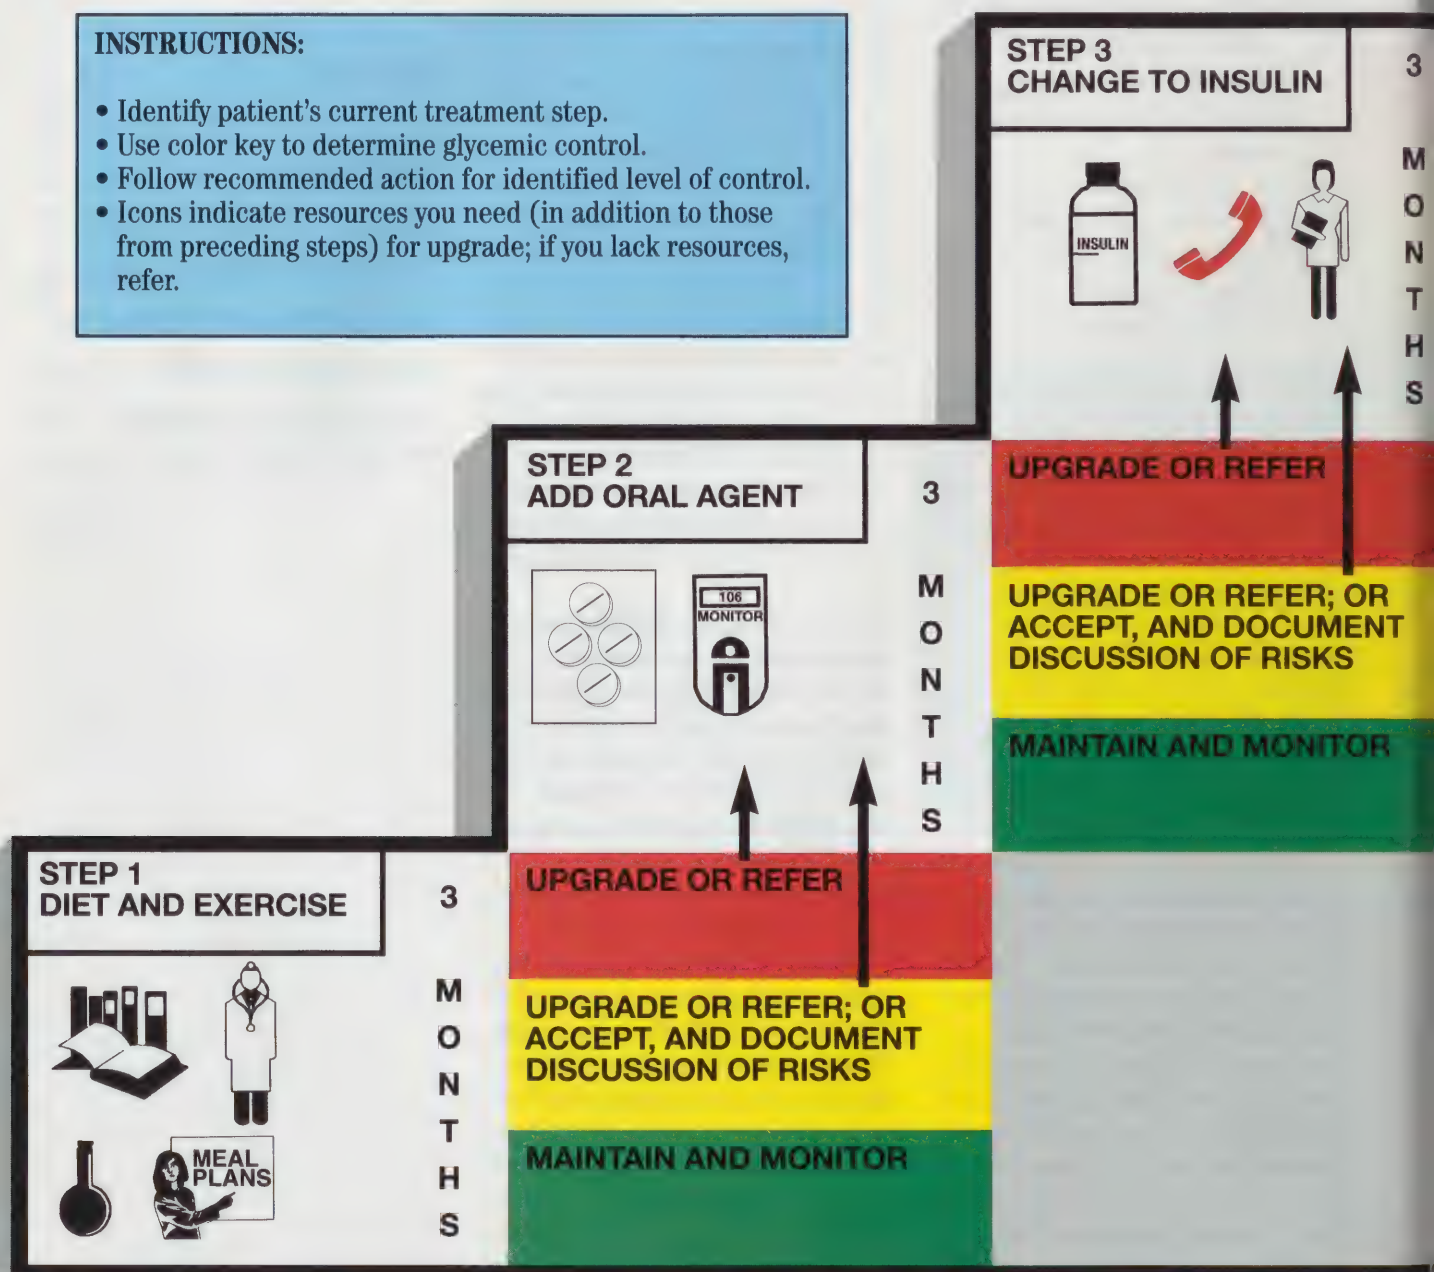 INSTRUCTIONS:
• Identify patient's current treatment step.
• Use color key to determine glycemic control.
• Follow recommended action for identified level of control.
• Icons indicate resources you need (in addition to those
from preceding steps) for upgrade; if you lack resources,
refer.
STEP 3
CHANGE TO INSULIN
3
M
O
N
T
H
S
INSULIN
UPGRADE OR REFER
UPGRADE OR REFER; OR
ACCEPT, AND DOCUMENT
DISCUSSION OF RISKS
MAINTAIN AND MONITOR
STEP 2
ADD ORAL AGENT
3
M
O
N
T
H
S
106
MONITOR
UPGRADE OR REFER
UPGRADE OR REFER; OR
ACCEPT, AND DOCUMENT
DISCUSSION OF RISKS
MAINTAIN AND MONITOR
STEP 1
DIET AND EXERCISE
3
M
O
N
T
H
S
MEAL
PLANS